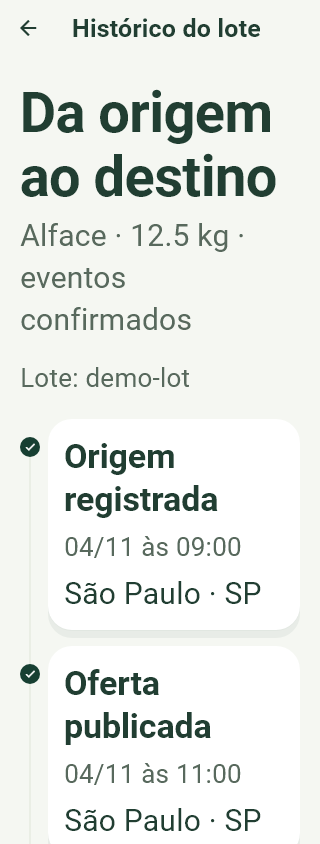 Histórico do lote
Da origem
ao destino
Alface · 12.5 kg ·
eventos
confirmados
Lote: demo-lot
Origem
registrada
04/11 às 09:00
São Paulo · SP
Oferta
publicada
04/11 às 11:00
São Paulo · SP